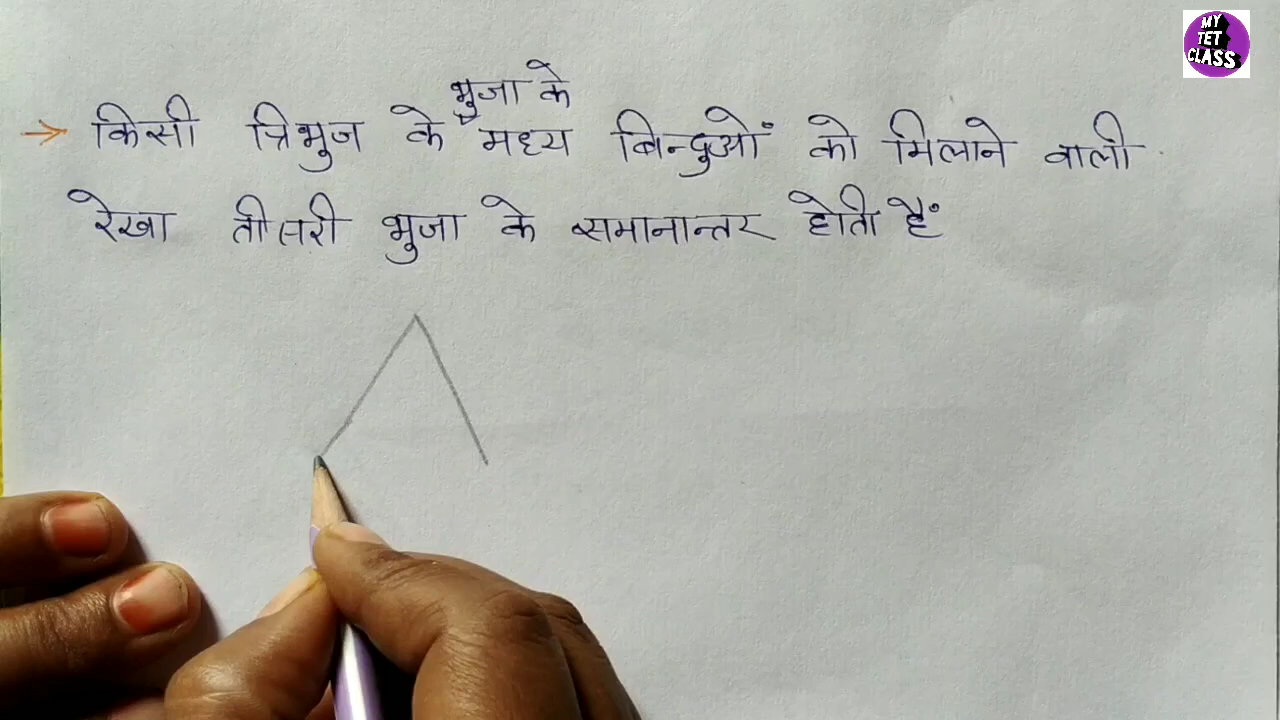 MY
TET
CLASS
भुजा के
→ किसी त्रिभुज के मध्य बिन्दुओं को मिलाने वाली
रेखा तीसरी भुजा के समानान्तर होती हैं